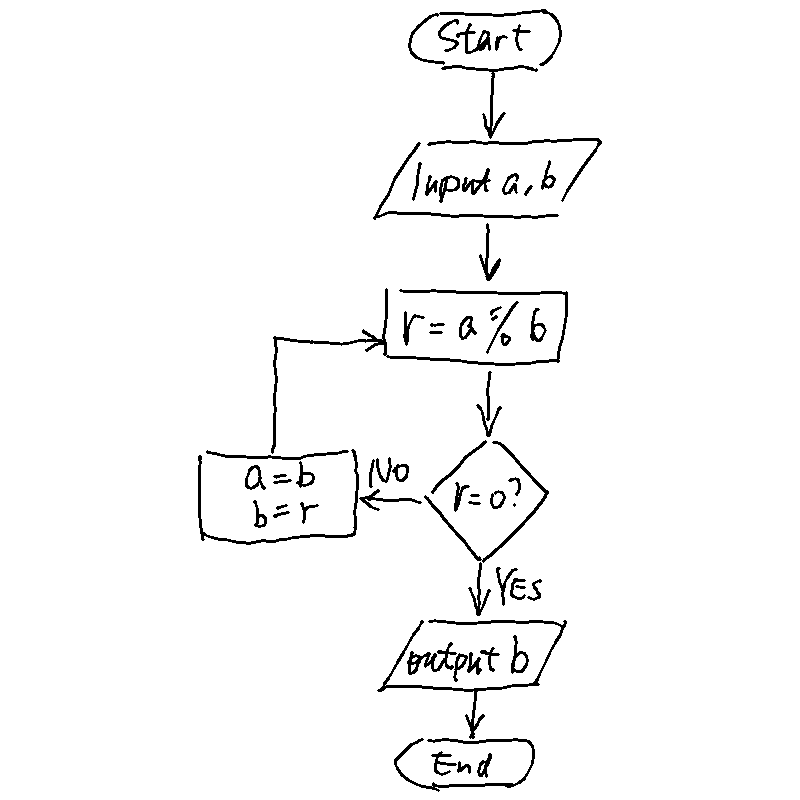 Start
Input a, b
r = a % b
r=0?
NO
a=b
b=r
YES
output b
End